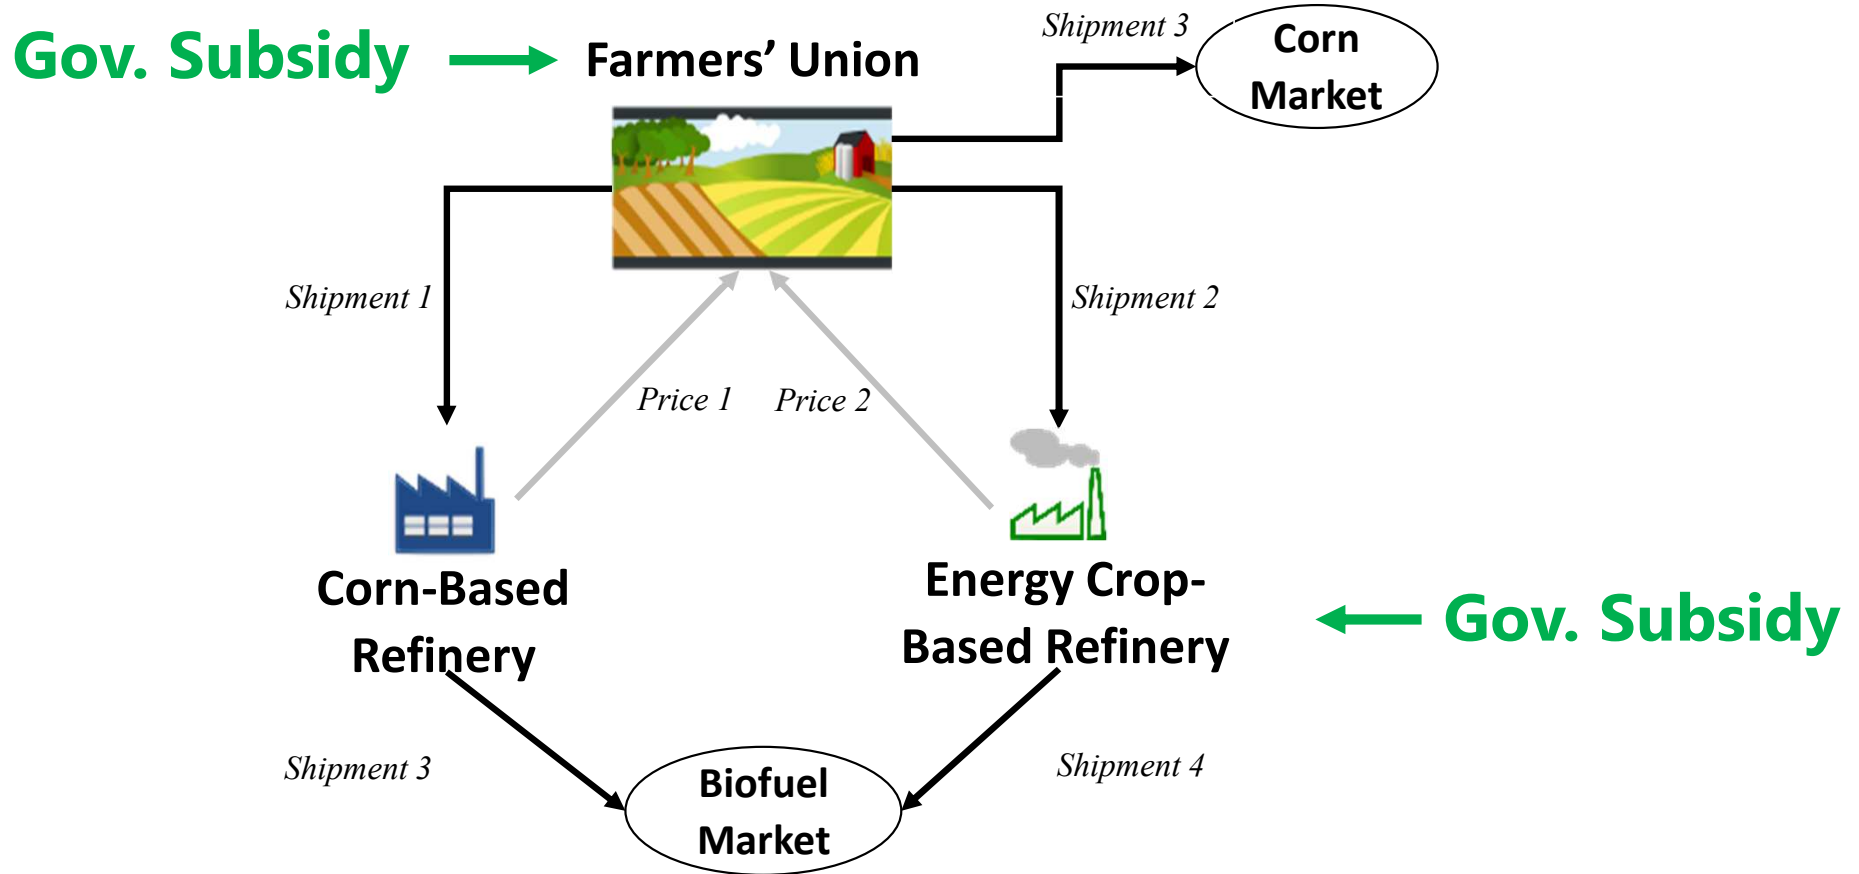 Gov. Subsidy
Farmers’ Union
Shipment 3
Corn
Market
Shipment 1
Shipment 2
Price 1
Price 2
Corn-Based
Refinery
Energy Crop-
Based Refinery
Gov. Subsidy
Shipment 3
Shipment 4
Biofuel
Market